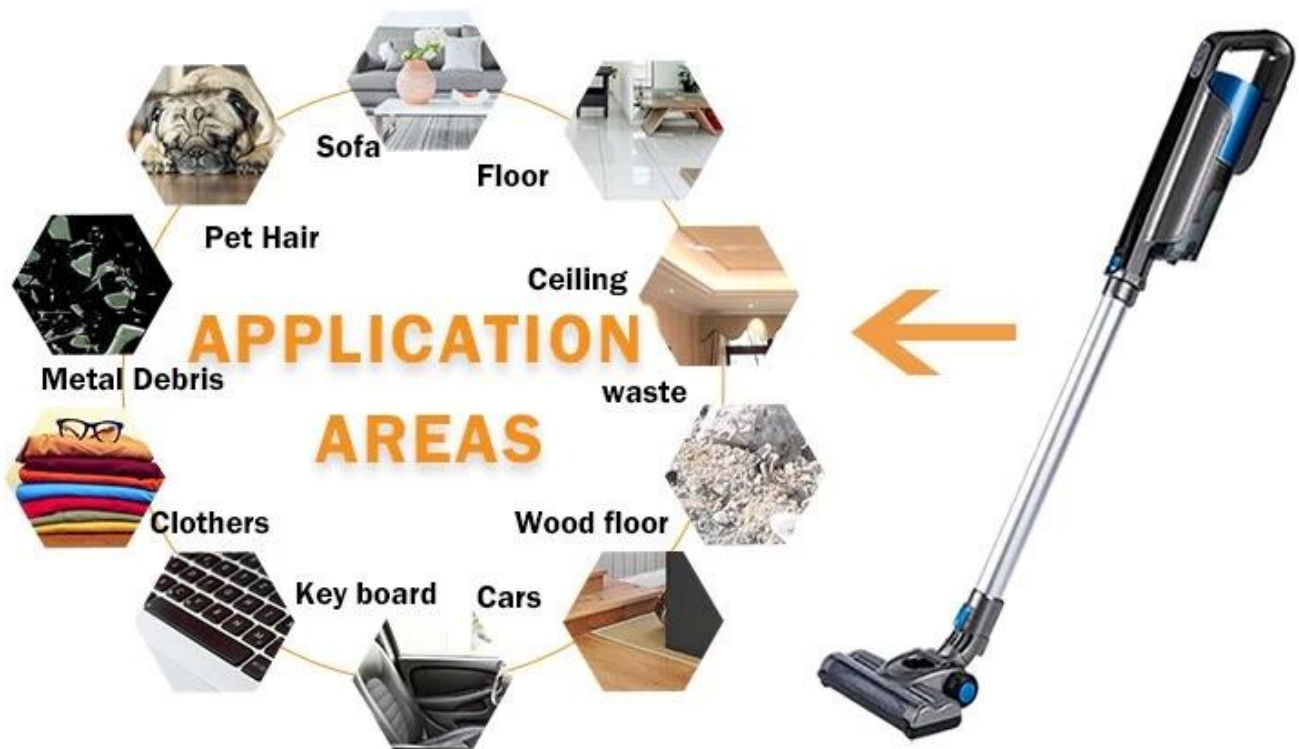 Sofa
Floor
Pet Hair
Ceiling
APPLICATION
Metal Debris
waste
AREAS
Clothers
Wood floor
Key board
Cars